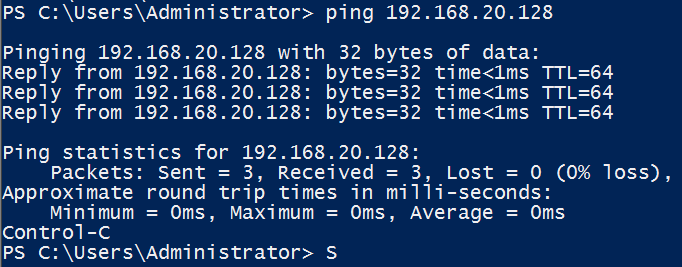 PS C:\Users\Administrator> ping 192.168.20.128
Pinging 192.168.20.128 with 32 bytes of data:
Reply from 192.168.20.128: bytes=32 time<1ms TTL=64
Reply from 192.168.20.128: bytes=32 time<1ms TTL=64
Reply from 192.168.20.128: bytes=32 time<1ms TTL=64
Ping statistics for 192.168.20.128:
    Packets: Sent = 3, Received = 3, Lost = 0 (0% loss),
Approximate round trip times in milli-seconds:
    Minimum = 0ms, Maximum = 0ms, Average = 0ms
Control-C
PS C:\Users\Administrator> S